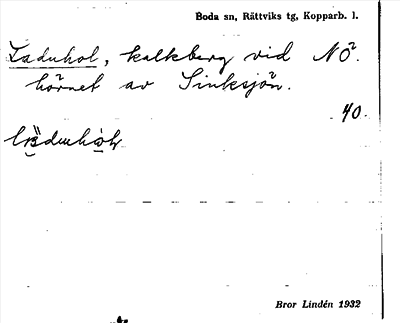 Boda sn, Rättviks tg, Kopparb. l.
Laduhol, kalkberg vid NÖ.
hörnet av Sinksjön.
40.
Bror Lindén 1932